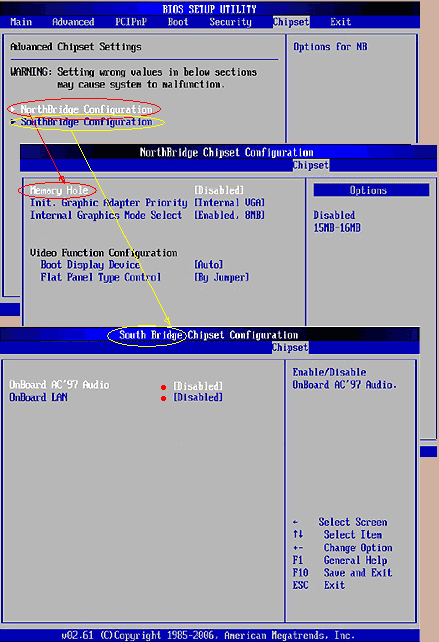 BIOS SETUP UTILITY
Main Advanced PCIPnP Boot Security Chipset Exit
Advanced Chipset Settings
Options for NB
WARNING: Setting wrong values in below sections
may cause system to malfunction.
► NorthBridge Configuration
► SouthBridge Configuration
NorthBridge Chipset Configuration
Chipset
Memory Hole [Disabled]
Init. Graphic Adapter Priority [Internal VGA]
Internal Graphics Mode Select [Enabled, 8MB]
Options
Disabled
15MB-16MB
Video Function Configuration
Boot Display Device [Auto]
Flat Panel Type Control [By Jumper]
South Bridge Chipset Configuration
Chipset
OnBoard AC'97 Audio [Disabled]
OnBoard LAN [Disabled]
Enable/Disable
OnBoard AC'97 Audio.
← Select Screen
↑↓ Select Item
+- Change Option
F1 General Help
F10 Save and Exit
ESC Exit
v02.61 (C)Copyright 1985-2006, American Megatrends, Inc.